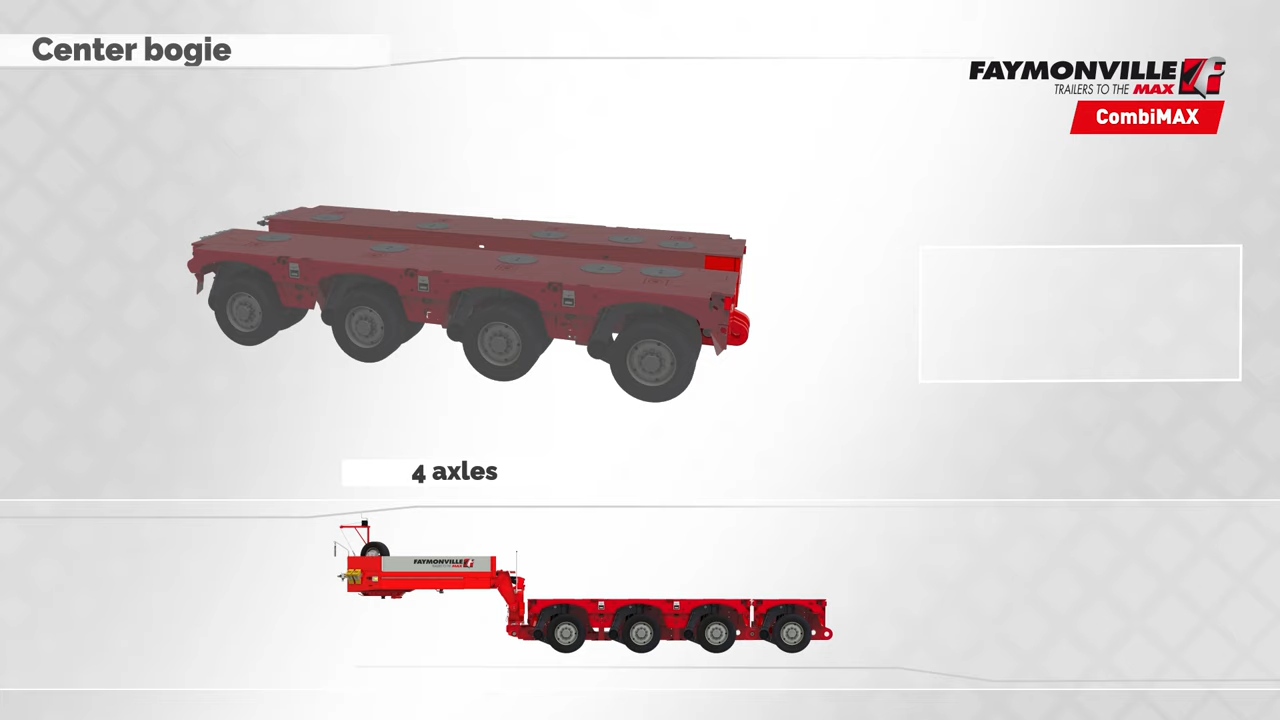 Center bogie
FAYMONVILLE
TRAILERS TO THE MAX
CombiMAX
4 axles
FAYMONVILLE